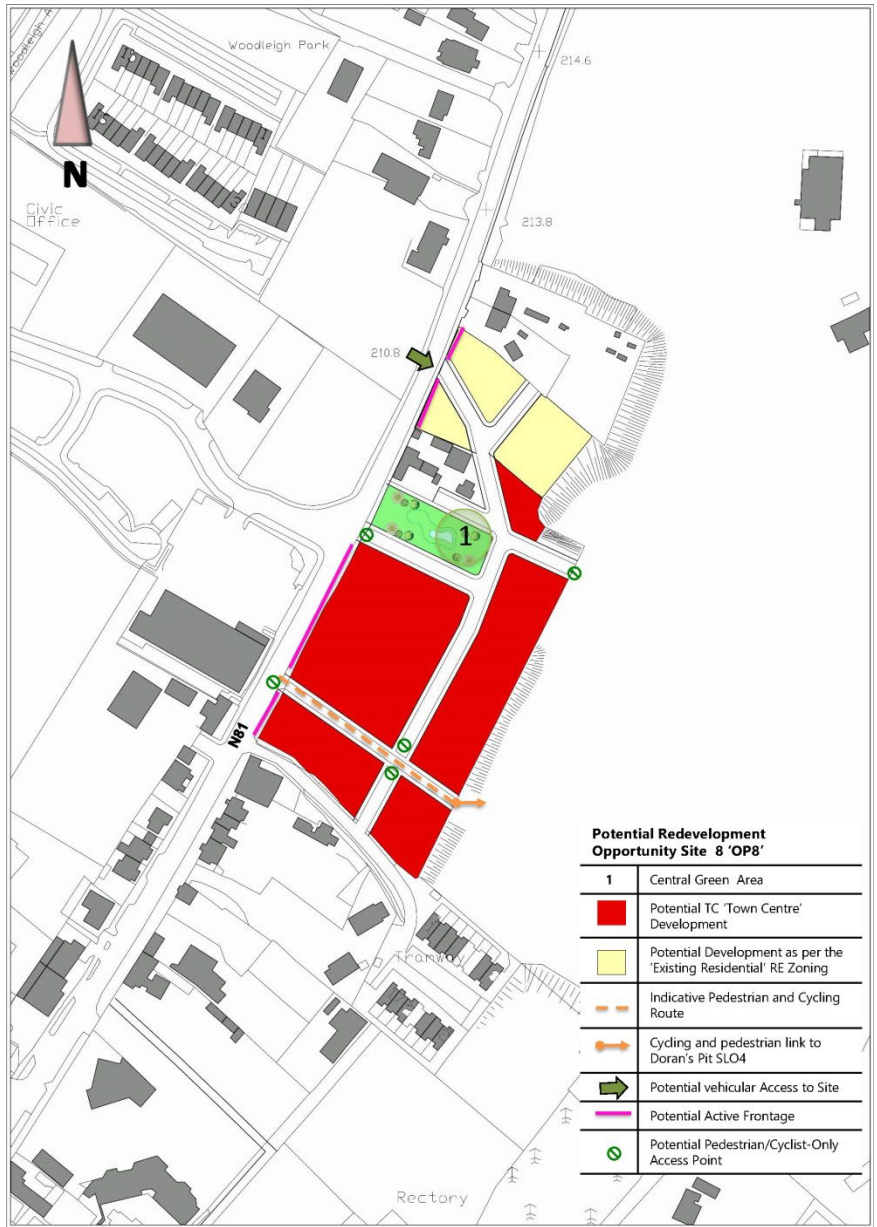 Woodleigh Park
214.6
N
Civic
Office
213.8
210.8
1
N81
Tramway
Rectory
Potential Redevelopment
Opportunity Site 8 'OP8'
1 Central Green Area
Potential TC 'Town Centre'
Development
Potential Development as per the
'Existing Residential' RE Zoning
Indicative Pedestrian and Cycling
Route
Cycling and pedestrian link to
Doran's Pit SLO4
Potential vehicular Access to Site
Potential Active Frontage
Potential Pedestrian/Cyclist-Only
Access Point